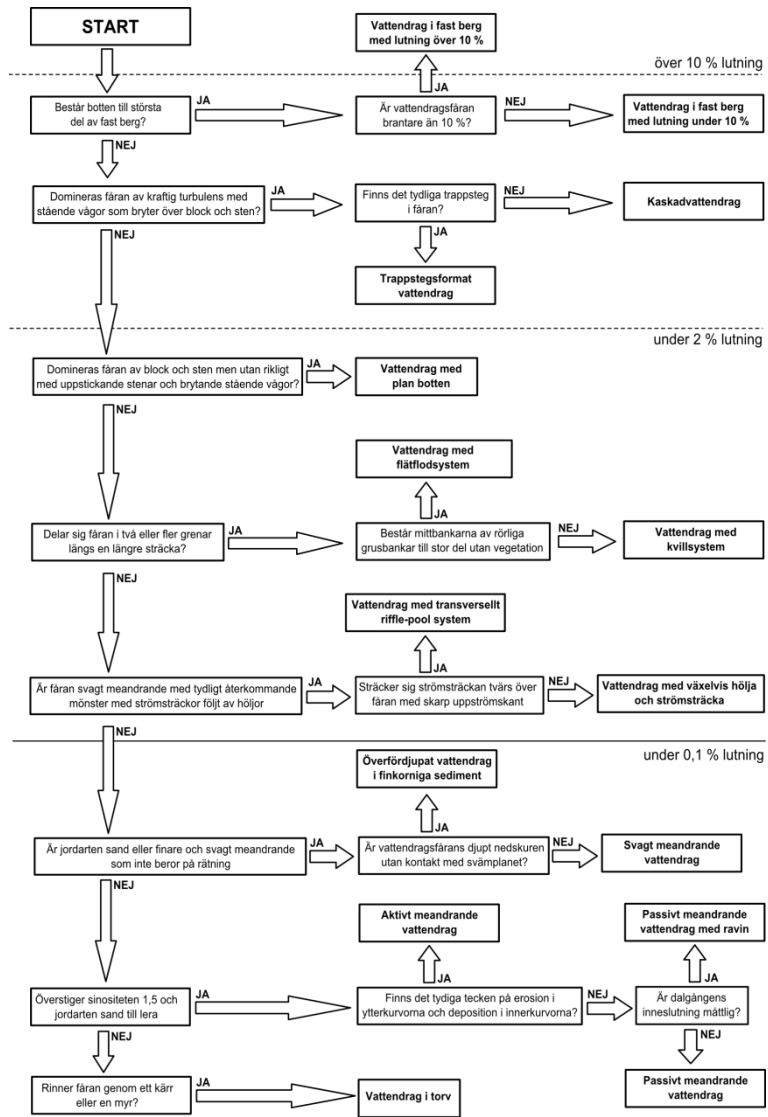 START
Vattendrag i fast berg
med lutning över 10 %
över 10 % lutning
JA
Består botten till största
del av fast berg?
JA
Är vattendragsfåran
brantare än 10 %?
NEJ
Vattendrag i fast berg
med lutning under 10 %
NEJ
Domineras fåran av kraftig turbulens med
stående vågor som bryter över block och sten?
JA
Finns det tydliga trappsteg
i fåran?
NEJ
Kaskadvattendrag
NEJ
JA
Trappstegsformat
vattendrag
under 2 % lutning
Domineras fåran av block och sten men utan rikligt
med uppstickande stenar och brytande stående vågor?
JA
Vattendrag med
plan botten
NEJ
Vattendrag med
flätflodsystem
JA
Delar sig fåran i två eller fler grenar
längs en längre sträcka?
JA
Består mittbankarna av rörliga
grusbankar till stor del utan vegetation
NEJ
Vattendrag med
kvillsystem
NEJ
Vattendrag med transversellt
riffle-pool system
JA
Är fåran svagt meandrande med tydligt återkommande
mönster med strömsträckor följt av höljor
JA
Sträcker sig strömsträckan tvärs över
fåran med skarp uppströmskant
NEJ
Vattendrag med växelvis hölja
och strömsträcka
NEJ
under 0,1 % lutning
Överfördjupat vattendrag
i finkorniga sediment
JA
Är jordarten sand eller finare och svagt meandrande
som inte beror på rätning
JA
Är vattendragsfårans djupt nedskuren
utan kontakt med svämplanet?
NEJ
Svagt meandrande
vattendrag
NEJ
Aktivt meandrande
vattendrag
Passivt meandrande
vattendrag med ravin
JA
JA
Överstiger sinositeten 1,5 och
jordarten sand till lera
JA
Finns det tydiga tecken på erosion i
ytterkurvorna och deposition i innerkurvorna?
NEJ
Är dalgångens
inneslutning måttlig?
NEJ
NEJ
Rinner fåran genom ett kärr
eller en myr?
JA
Vattendrag i torv
Passivt meandrande
vattendrag